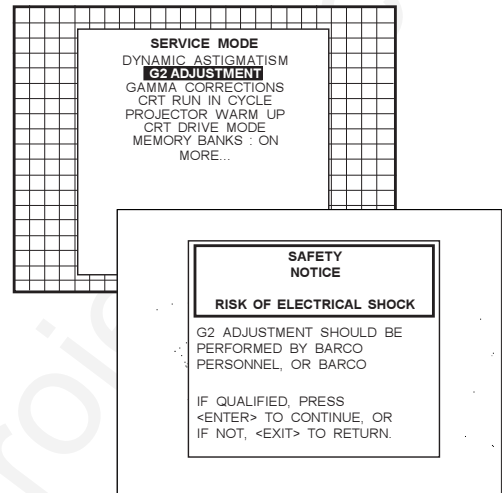 SERVICE MODE
DYNAMIC ASTIGMATISM
G2 ADJUSTMENT
GAMMA CORRECTIONS
CRT RUN IN CYCLE
PROJECTOR WARM UP
CRT DRIVE MODE
MEMORY BANKS : ON
MORE...
SAFETY
NOTICE
RISK OF ELECTRICAL SHOCK
G2 ADJUSTMENT SHOULD BE
PERFORMED BY BARCO
PERSONNEL, OR BARCO
IF QUALIFIED, PRESS
<ENTER> TO CONTINUE, OR
IF NOT, <EXIT> TO RETURN.